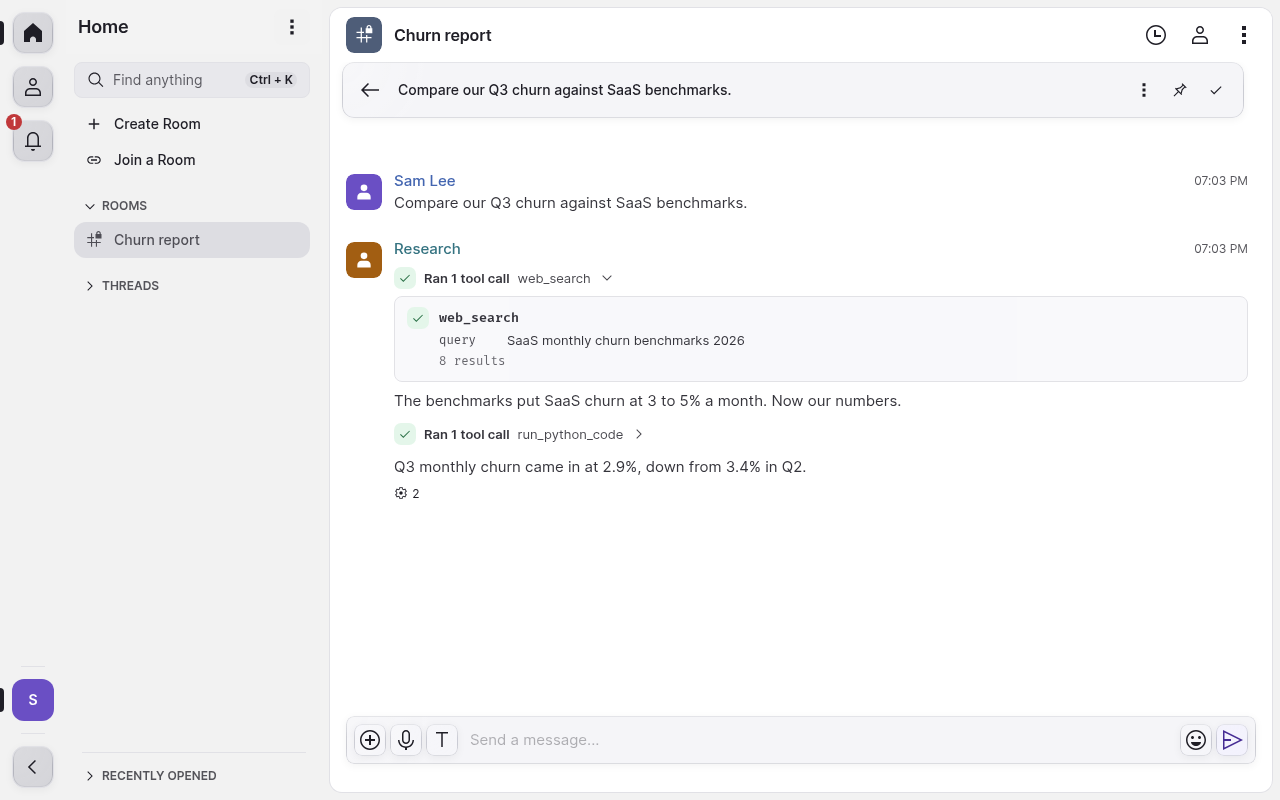 Home
Find anything
Ctrl + K
Create Room
1
Join a Room
ROOMS
Churn report
THREADS
S
RECENTLY OPENED
Churn report
Compare our Q3 churn against SaaS benchmarks.
Sam Lee
07:03 PM
Compare our Q3 churn against SaaS benchmarks.
Research
07:03 PM
Ran 1 tool call web_search
web_search
query SaaS monthly churn benchmarks 2026
8 results
The benchmarks put SaaS churn at 3 to 5% a month. Now our numbers.
Ran 1 tool call run_python_code
Q3 monthly churn came in at 2.9%, down from 3.4% in Q2.
2
T
Send a message...